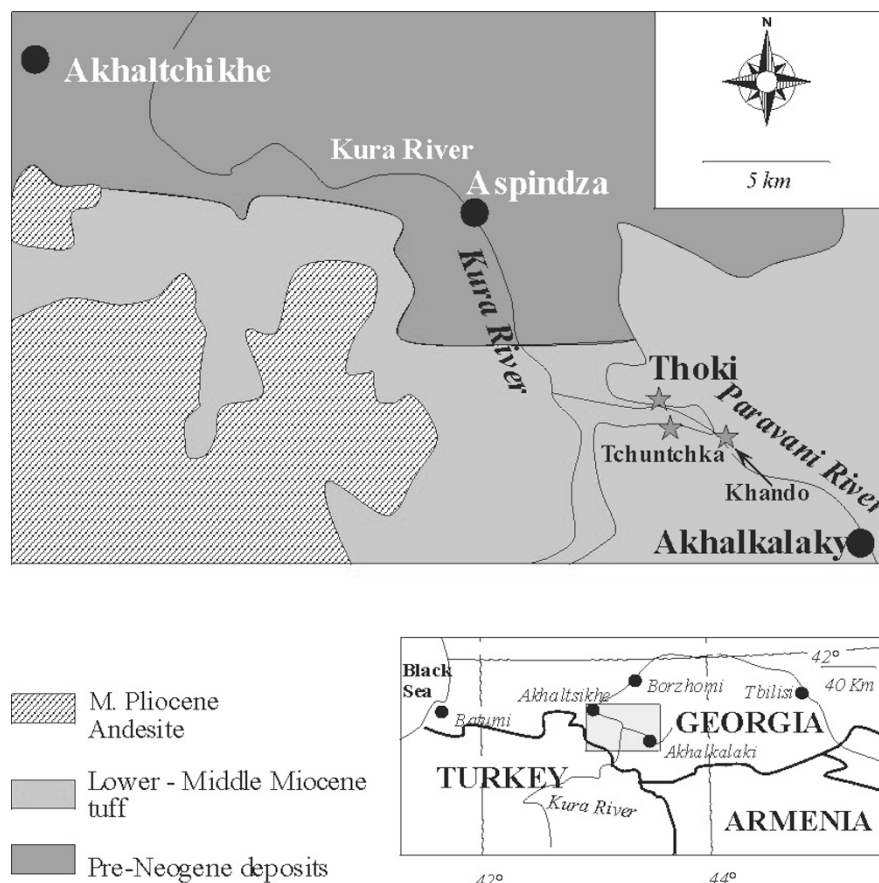 N
Akhaltchikhe
Kura River
5 km
Aspindza
Kura River
Thoki
Paravani River
Tchuntchka
Khando
Akhalkalaky
M. Pliocene
Andesite
Lower - Middle Miocene
tuff
Pre-Neogene deposits
Black
Sea
42°
40 Km
Akhaltsikhe
Borzhomi
Tbilisi
Batumi
GEORGIA
Akhalkalaki
TURKEY
Kura River
ARMENIA
42°
44°